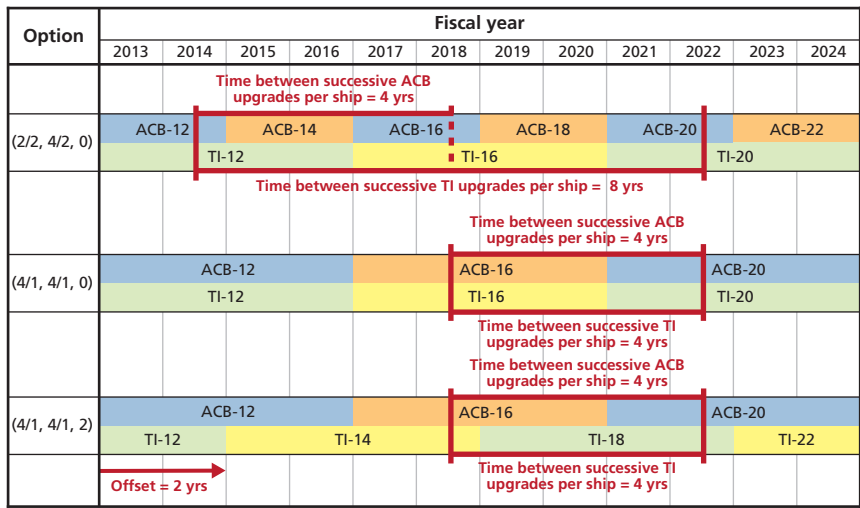 Option
Fiscal year
2013 2014 2015 2016 2017 2018 2019 2020 2021 2022 2023 2024
Time between successive ACB
upgrades per ship = 4 yrs
(2/2, 4/2, 0)
ACB-12 ACB-14 ACB-16 ACB-18 ACB-20 ACB-22
TI-12 TI-16 TI-20
Time between successive TI upgrades per ship = 8 yrs
Time between successive ACB
upgrades per ship = 4 yrs
(4/1, 4/1, 0)
ACB-12 ACB-16 ACB-20
TI-12 TI-16 TI-20
Time between successive TI
upgrades per ship = 4 yrs
Time between successive ACB
upgrades per ship = 4 yrs
(4/1, 4/1, 2)
ACB-12 ACB-16 ACB-20
TI-12 TI-14 TI-18 TI-22
Offset = 2 yrs
Time between successive TI
upgrades per ship = 4 yrs